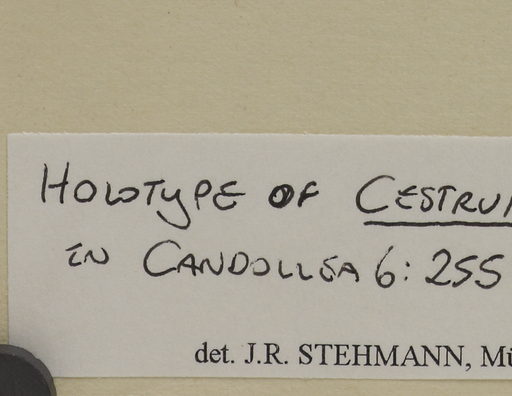 HOLOTYPE OF CESTRU
IN CANDOLLEA 6: 255
det. J.R. STEHMANN, Mü